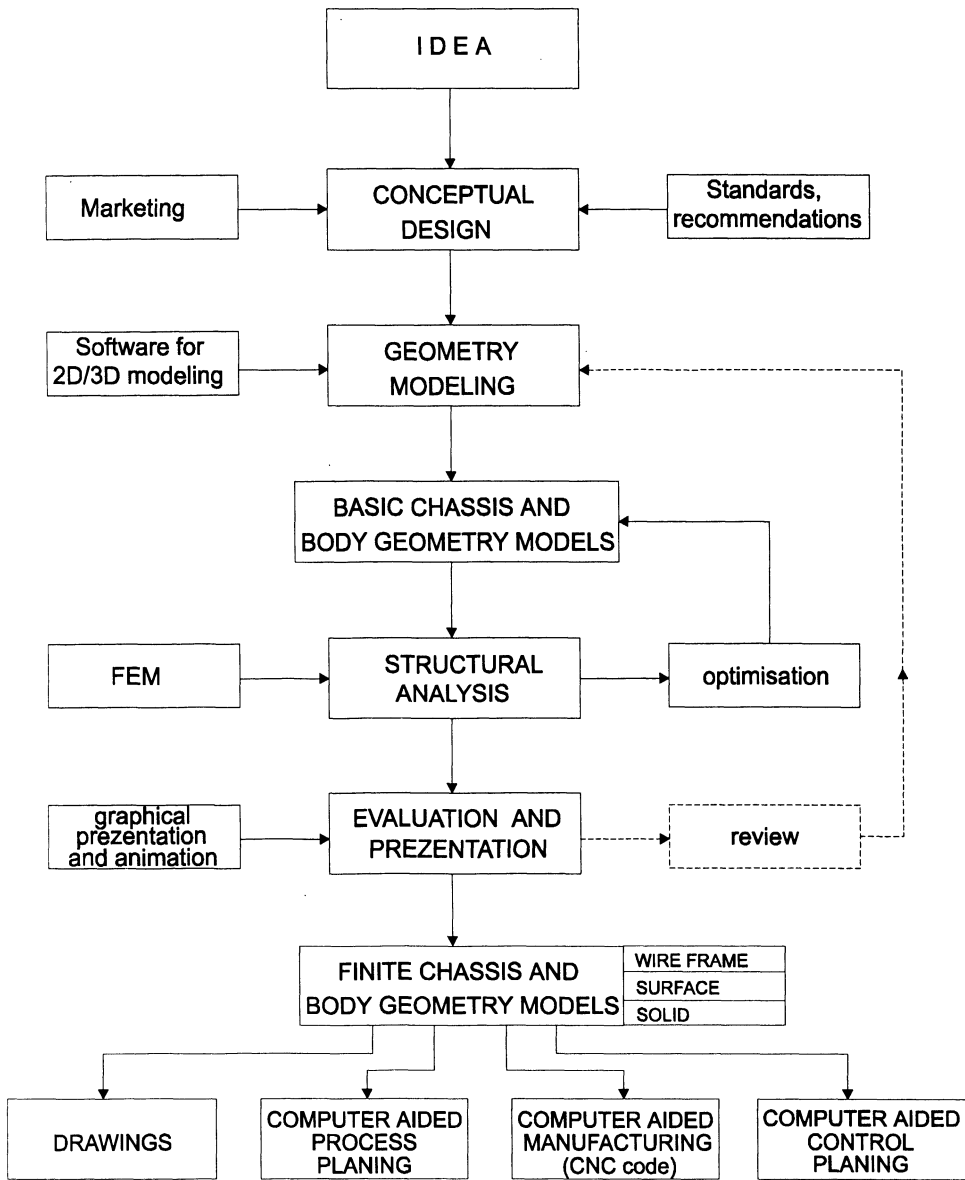 I D E A
Marketing
CONCEPTUAL
DESIGN
Standards,
recommendations
Software for
2D/3D modeling
GEOMETRY
MODELING
BASIC CHASSIS AND
BODY GEOMETRY MODELS
FEM
STRUCTURAL
ANALYSIS
optimisation
graphical
prezentation
and animation
EVALUATION AND
PREZENTATION
review
FINITE CHASSIS AND
BODY GEOMETRY MODELS
WIRE FRAME
SURFACE
SOLID
DRAWINGS
COMPUTER AIDED
PROCESS
PLANING
COMPUTER AIDED
MANUFACTURING
(CNC code)
COMPUTER AIDED
CONTROL
PLANING